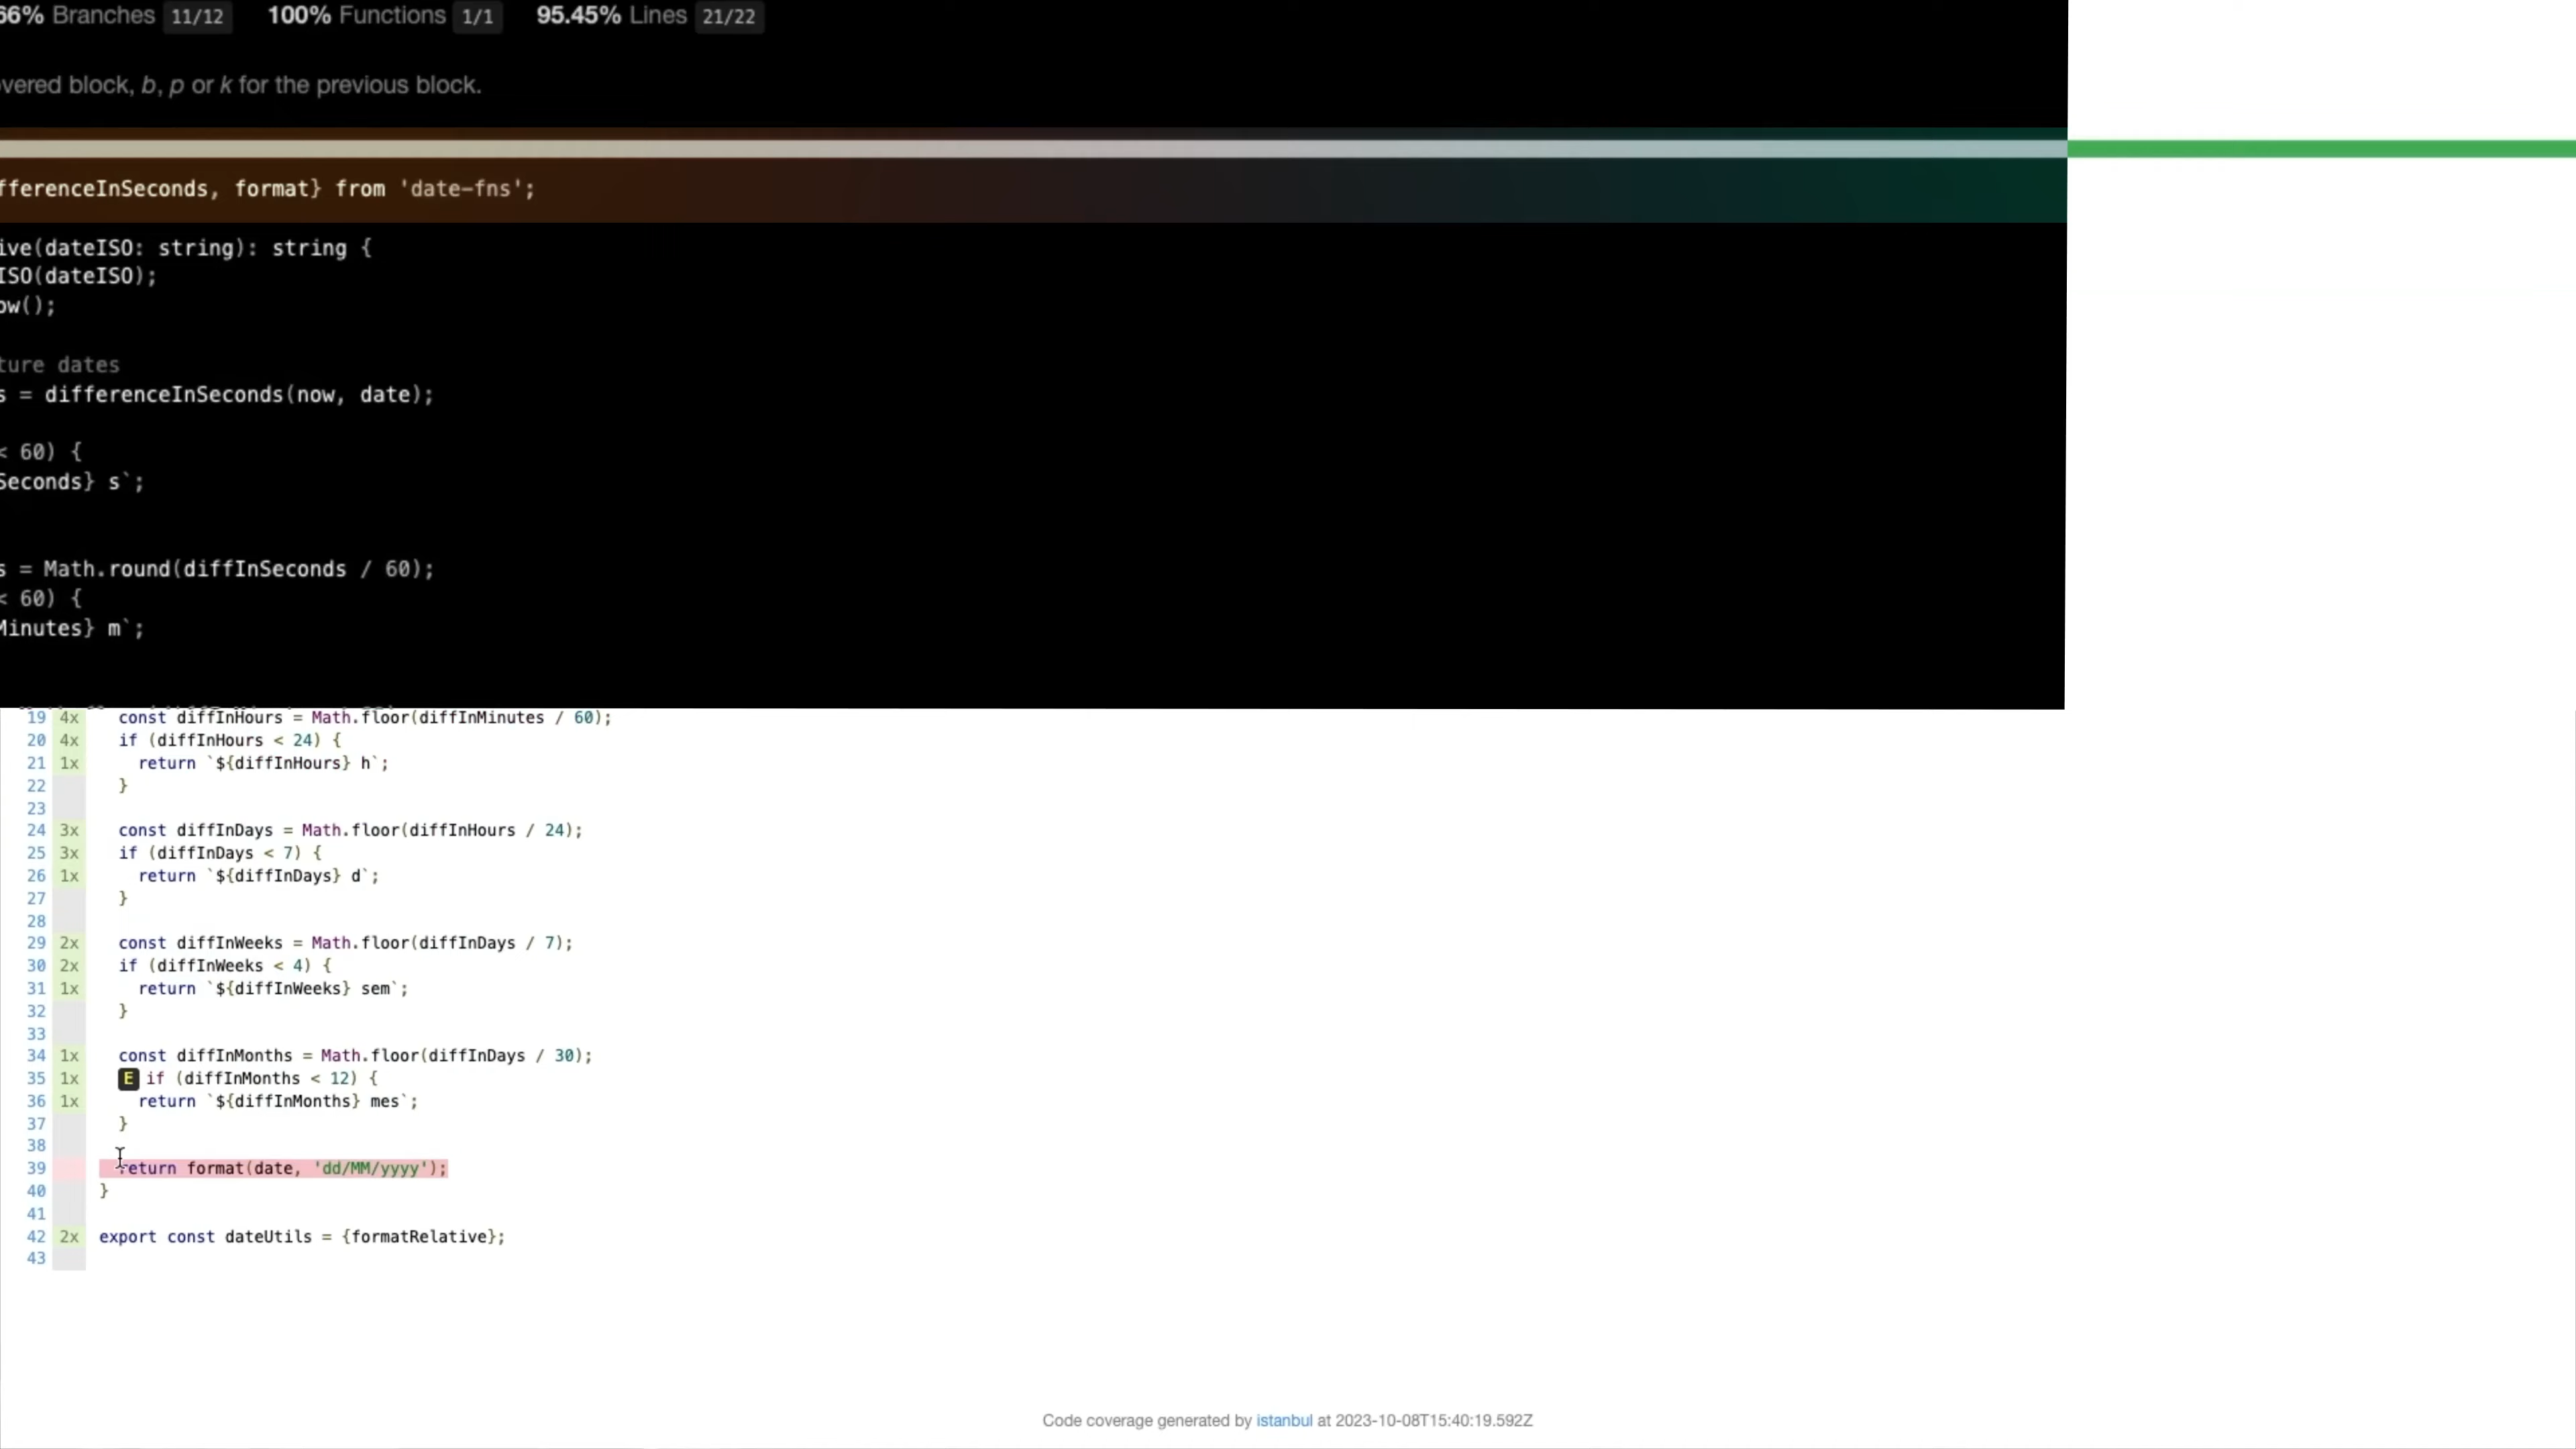 66% Branches 11/12 100% Functions 1/1 95.45% Lines 21/22
vered block, b, p or k for the previous block.
fferenceInSeconds, format} from 'date-fns';
ive(dateISO: string): string {
ISO(dateISO);
ow();
ture dates
s = differenceInSeconds(now, date);
< 60) {
Seconds} s`;
s = Math.round(diffInSeconds / 60);
< 60) {
Minutes} m`;
19 4x const diffInHours = Math.floor(diffInMinutes / 60);
20 4x if (diffInHours < 24) {
21 1x return `${diffInHours} h`;
22 }
23
24 3x const diffInDays = Math.floor(diffInHours / 24);
25 3x if (diffInDays < 7) {
26 1x return `${diffInDays} d`;
27 }
28
29 2x const diffInWeeks = Math.floor(diffInDays / 7);
30 2x if (diffInWeeks < 4) {
31 1x return `${diffInWeeks} sem`;
32 }
33
34 1x const diffInMonths = Math.floor(diffInDays / 30);
35 1x E if (diffInMonths < 12) {
36 1x return `${diffInMonths} mes`;
37 }
38
39 return format(date, 'dd/MM/yyyy');
40 }
41
42 2x export const dateUtils = {formatRelative};
43
Code coverage generated by istanbul at 2023-10-08T15:40:19.592Z